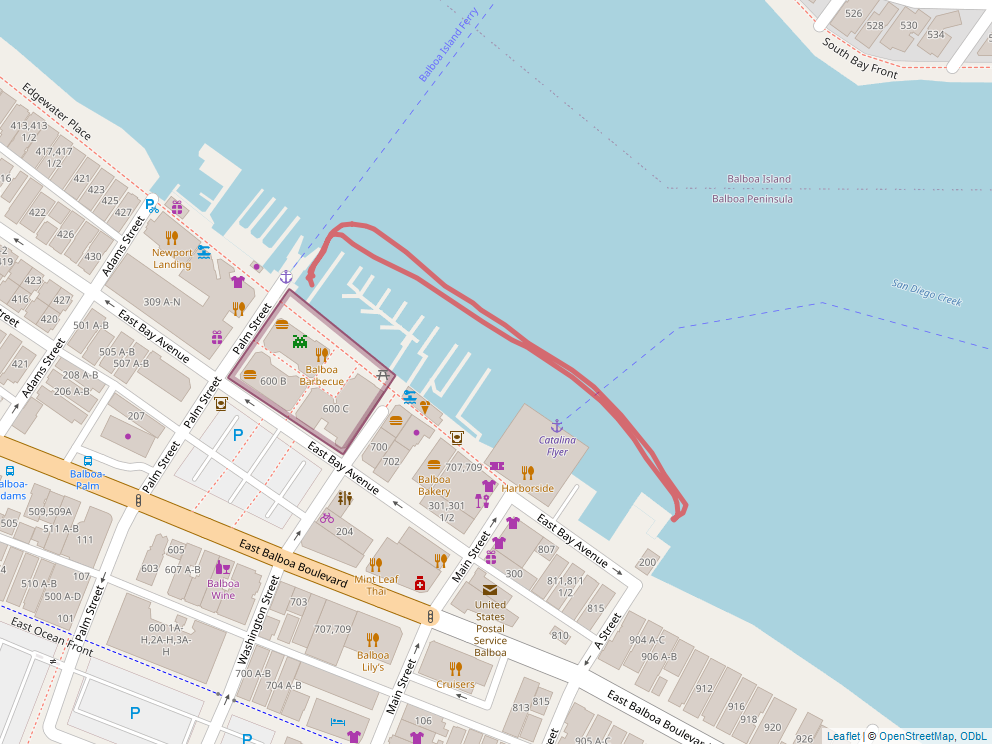 Balboa Island Ferry
526
528
530
534
South Bay Front
Edgewater Place
413,413
1/2
417,417
1/2
421
423
425
427
422
426
430
Adams Street
Newport
Landing
Balboa Island
Balboa Peninsula
San Diego Creek
419
423
416
427
420
309 A-N
501 A-B
505 A-B
507 A-B
East Bay Avenue
Palm Street
Adams Street
208 A-B
206 A-B
207
600 B
Balboa
Barbecue
600 C
Palm Street
P
P
700
702
Balboa
Bakery
707,709
301,301
1/2
Catalina
Flyer
Harborside
East Bay Avenue
Balboa-
Palm
Palm Street
509,509A
511 A-B
111
505
204
Mint Leaf
Thai
East Balboa Boulevard
Main Street
East Bay Avenue
807
200
811,811
1/2
815
300
810
A Street
United
States
Postal
Service
Balboa
605
603
607 A-B
Balboa
Wine
107
510 A-B
500 A-D
101
Palm Street
East Ocean Front
600 1A-
H,2A-H,3A-
H
Washington Street
703
707,709
Balboa
Lily's
700 A-B
704 A-B
Main Street
Cruisers
106
813
815
904 A-C
906 A-B
912
916
918
920
926
905 A-C
East Balboa Boulevard
P
P
Leaflet | © OpenStreetMap, ODbL